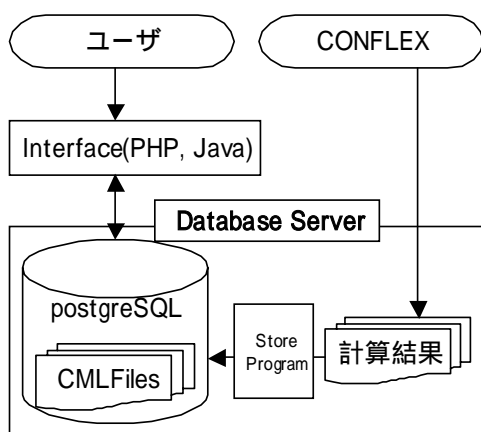 ユーザ
CONFLEX
Interface(PHP, Java)
Database Server
postgreSQL
CMLFiles
Store
Program
計算結果